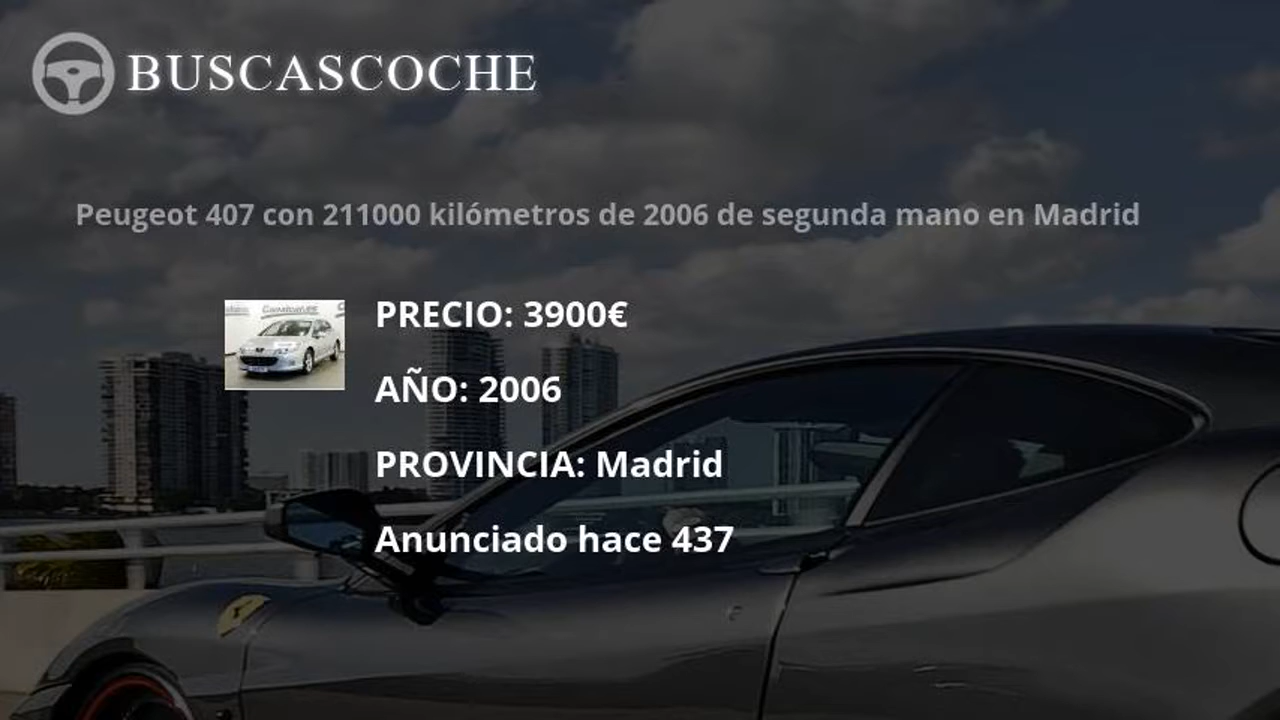 BUSCASCOCHE
Peugeot 407 con 211000 kilómetros de 2006 de segunda mano en Madrid
PRECIO: 3900€
AÑO: 2006
PROVINCIA: Madrid
Anunciado hace 437